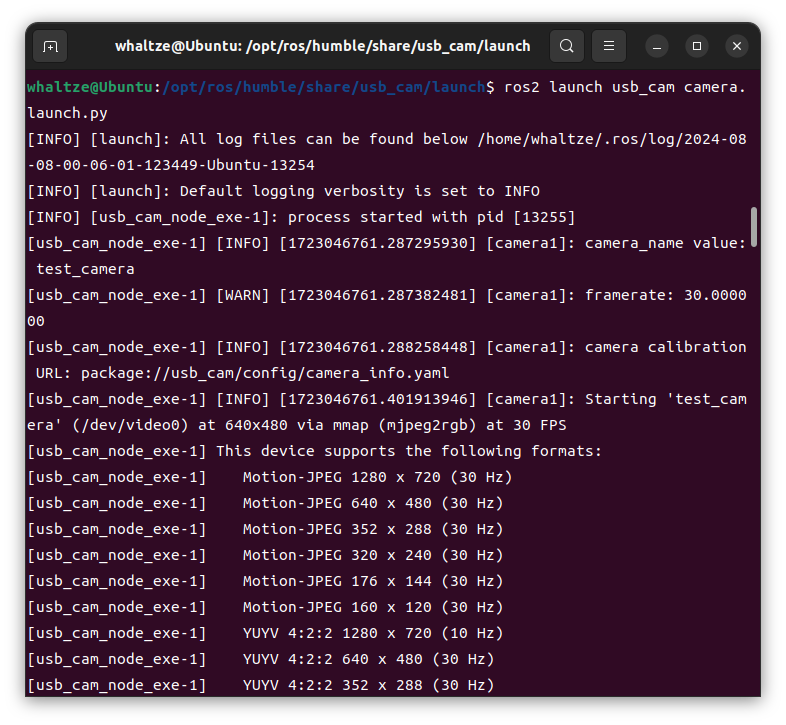 whaltze@Ubuntu: /opt/ros/humble/share/usb_cam/launch
whaltze@Ubuntu:/opt/ros/humble/share/usb_cam/launch$ ros2 launch usb_cam camera.
launch.py
[INFO] [launch]: All log files can be found below /home/whaltze/.ros/log/2024-08
-08-00-06-01-123449-Ubuntu-13254
[INFO] [launch]: Default logging verbosity is set to INFO
[INFO] [usb_cam_node_exe-1]: process started with pid [13255]
[usb_cam_node_exe-1] [INFO] [1723046761.287295930] [camera1]: camera_name value:
 test_camera
[usb_cam_node_exe-1] [WARN] [1723046761.287382481] [camera1]: framerate: 30.0000
00
[usb_cam_node_exe-1] [INFO] [1723046761.288258448] [camera1]: camera calibration
 URL: package://usb_cam/config/camera_info.yaml
[usb_cam_node_exe-1] [INFO] [1723046761.401913946] [camera1]: Starting 'test_cam
era' (/dev/video0) at 640x480 via mmap (mjpeg2rgb) at 30 FPS
[usb_cam_node_exe-1] This device supports the following formats:
[usb_cam_node_exe-1]    Motion-JPEG 1280 x 720 (30 Hz)
[usb_cam_node_exe-1]    Motion-JPEG 640 x 480 (30 Hz)
[usb_cam_node_exe-1]    Motion-JPEG 352 x 288 (30 Hz)
[usb_cam_node_exe-1]    Motion-JPEG 320 x 240 (30 Hz)
[usb_cam_node_exe-1]    Motion-JPEG 176 x 144 (30 Hz)
[usb_cam_node_exe-1]    Motion-JPEG 160 x 120 (30 Hz)
[usb_cam_node_exe-1]    YUYV 4:2:2 1280 x 720 (10 Hz)
[usb_cam_node_exe-1]    YUYV 4:2:2 640 x 480 (30 Hz)
[usb_cam_node_exe-1]    YUYV 4:2:2 352 x 288 (30 Hz)